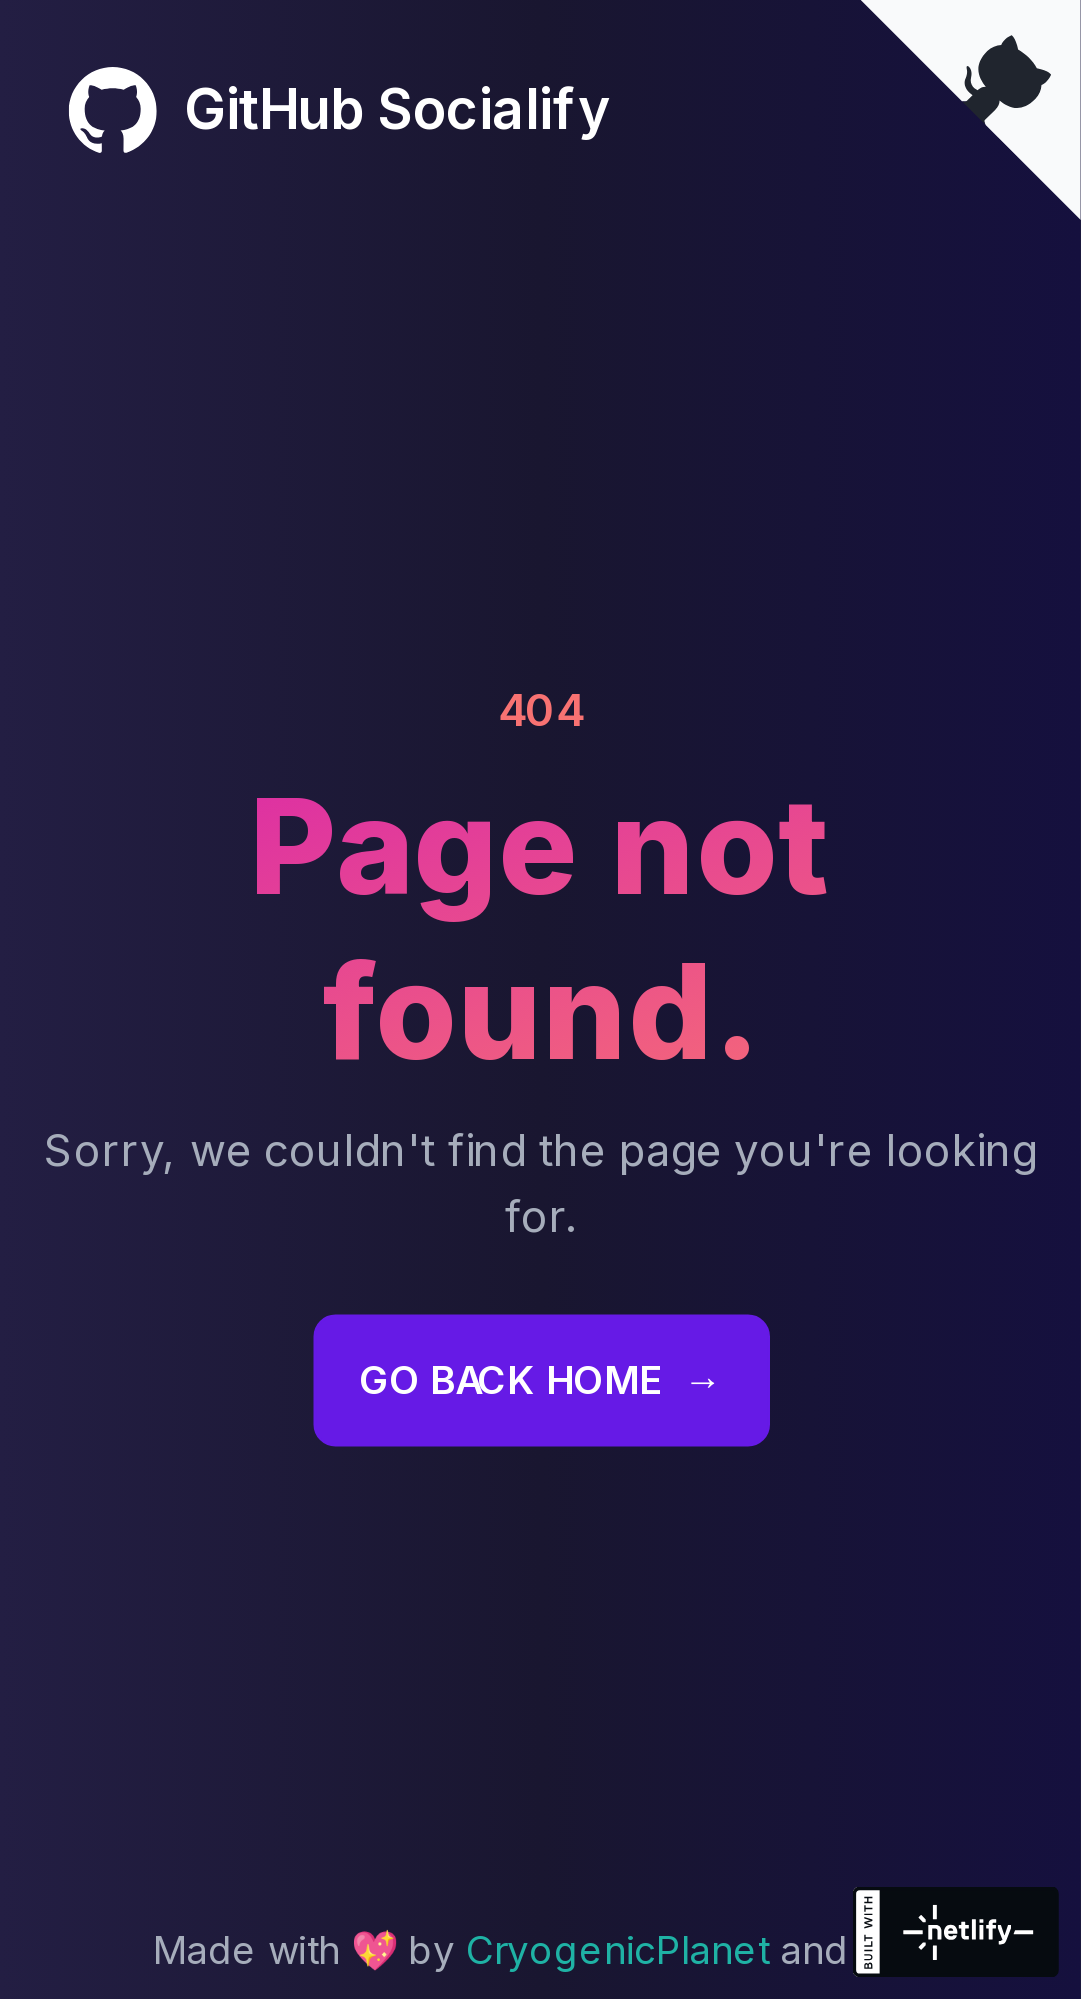 GitHub Socialify
404
Page not
found.
Sorry, we couldn't find the page you're looking
for.
GO BACK HOME →
Made with 💖 by CryogenicPlanet and
BUILT WITH
netlify